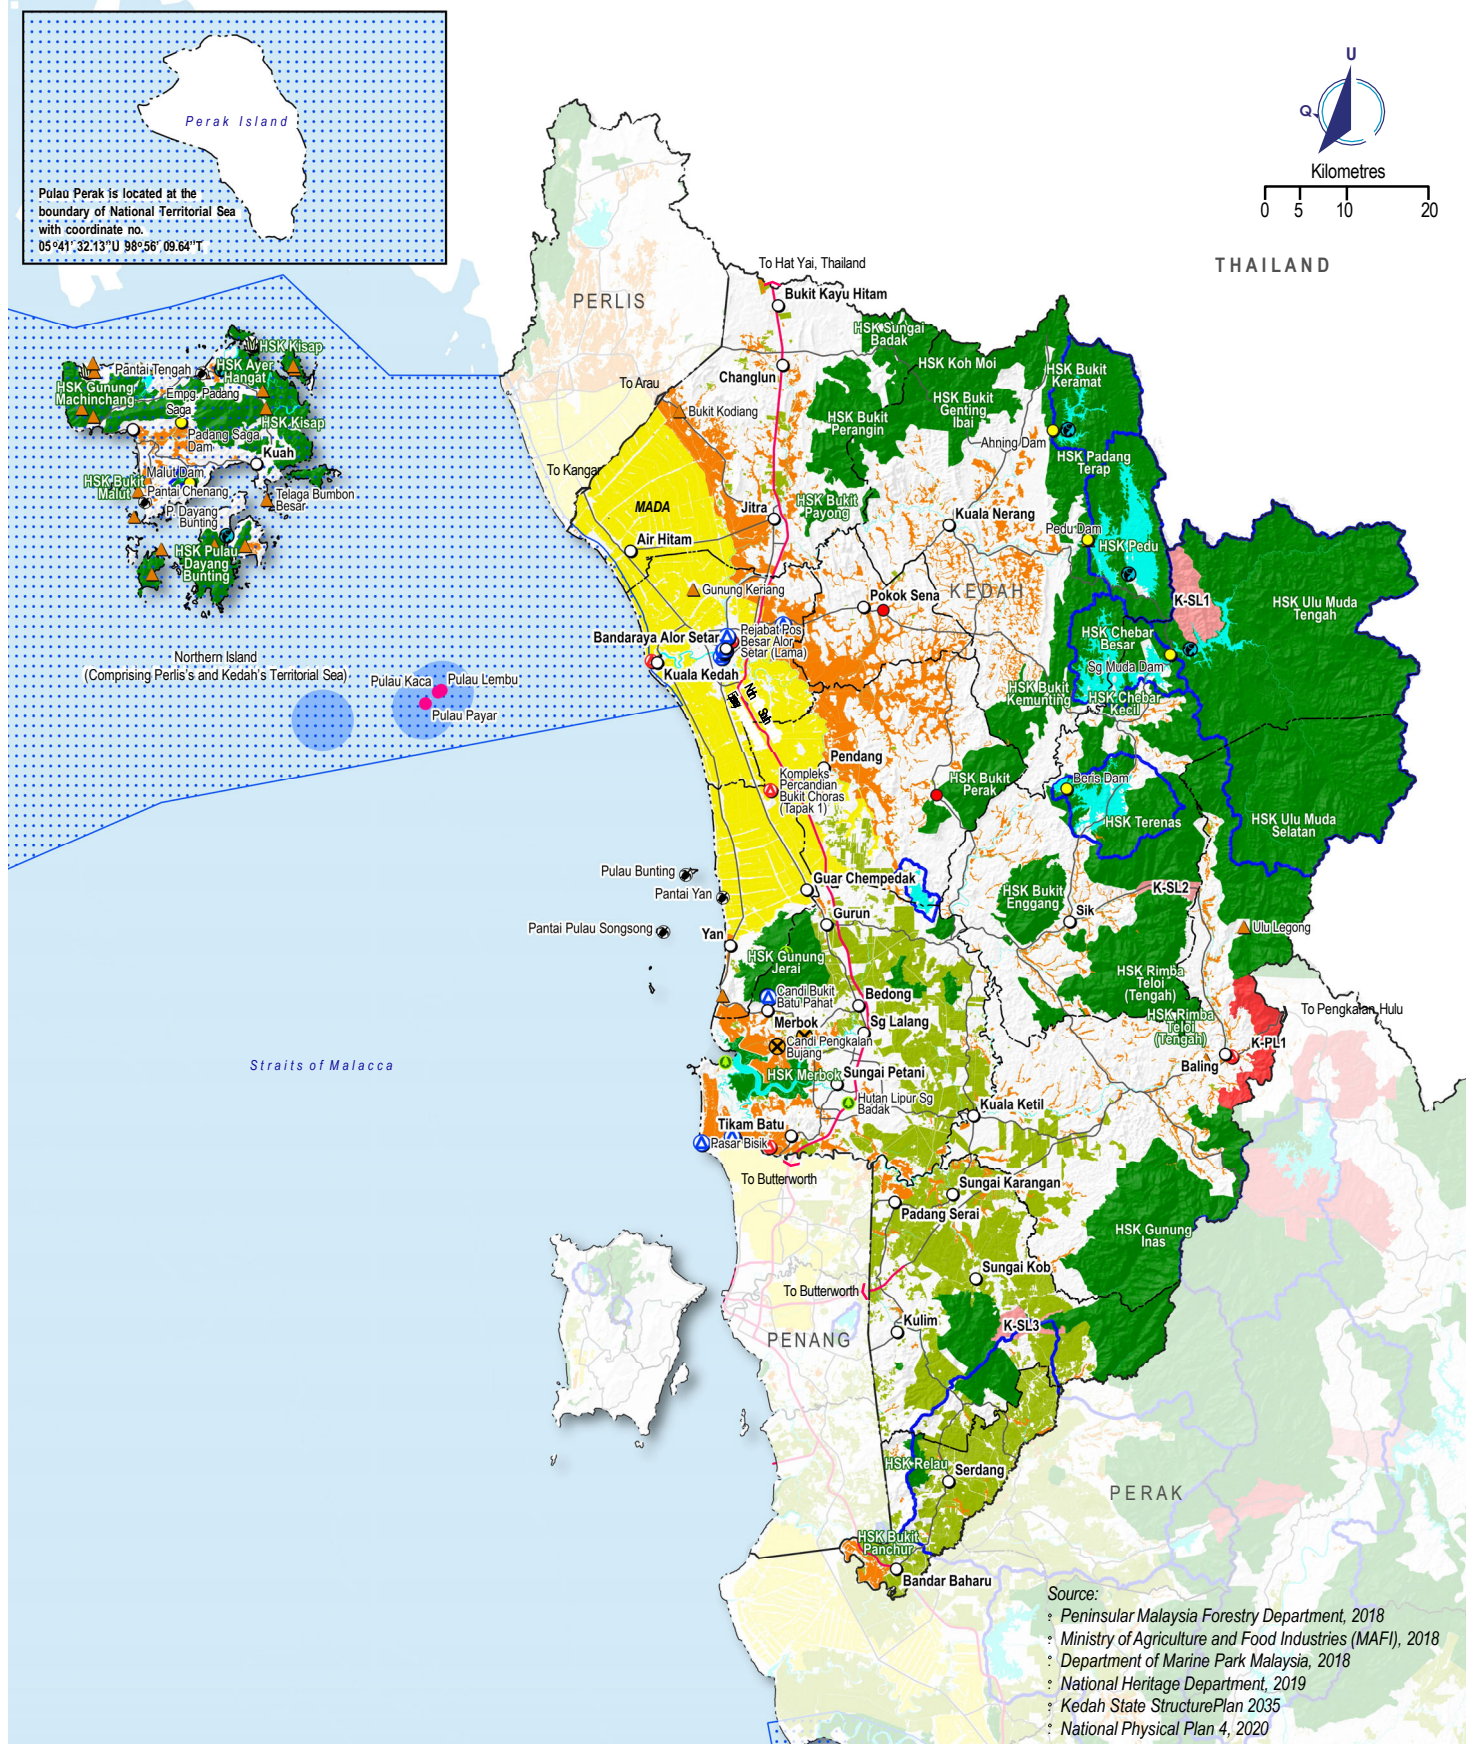 Perak Island
Pulau Perak is located at the
boundary of National Territorial Sea
with coordinate no.
05°41' 32.13"U 98°56' 09.64"T
U
Q
Kilometres
0 5 10 20
THAILAND
To Hat Yai, Thailand
Bukit Kayu Hitam
PERLIS
HSK Sungai
Badak
HSK Koh Moi
HSK Bukit
Keramat
Changlun
To Arau
Bukit Kodiang
HSK Bukit
Perangin
HSK Bukit
Genting
Ibai
Ahning Dam
HSK Padang
Terap
HSK Kisap
Pantai Tengah
HSK Ayer
Hangat
HSK Gunung
Machinchang
Empg. Padang
Saga
HSK Kisap
Padang Saga
Dam
Kuah
Malut Dam
HSK Bukit
Malut
Pantai Chenang
Telaga Bumbon
Besar
P. Dayang
Bunting
HSK Pulau
Dayang
Bunting
To Kangar
MADA
Jitra
HSK Bukit
Payong
Kuala Nerang
Pedu Dam
HSK Pedu
Air Hitam
Gunung Keriang
Pokok Sena
KEDAH
K-SL1
HSK Ulu Muda
Tengah
Bandaraya Alor Setar
Pejabat Pos
Besar Alor
Setar (Lama)
HSK Chebar
Besar
Sg Muda Dam
Kuala Kedah
HSK Bukit
Kemunting
HSK Chebar
Kecil
Northern Island
(Comprising Perlis's and Kedah's Territorial Sea)
Pulau Kaca
Pulau Lembu
Pulau Payar
Pendang
Kompleks
Percandian
Bukit Choras
(Tapak 1)
HSK Bukit
Perak
Beris Dam
HSK Terenas
HSK Ulu Muda
Selatan
Pulau Bunting
Pantai Yan
Guar Chempedak
HSK Bukit
Enggang
K-SL2
Sik
Pantai Pulau Songsong
Gurun
Yan
Ulu Legong
HSK Gunung
Jerai
HSK Rimba
Teloi
(Tengah)
Candi Bukit
Batu Pahat
Bedong
Merbok
Sg Lalang
HSK Rimba
Teloi
(Tengah)
To Pengkalan Hulu
Candi Pengkalan
Bujang
K-PL1
Baling
Straits of Malacca
HSK Merbok
Sungai Petani
Hutan Lipur Sg
Badak
Kuala Ketil
Tikam Batu
Pasar Bisik
To Butterworth
Sungai Karangan
Padang Serai
HSK Gunung
Inas
Sungai Kob
To Butterworth
Kulim
K-SL3
PENANG
HSK Relau
Serdang
PERAK
HSK Bukit
Panchur
Bandar Baharu
Source:
° Peninsular Malaysia Forestry Department, 2018
° Ministry of Agriculture and Food Industries (MAFI), 2018
° Department of Marine Park Malaysia, 2018
° National Heritage Department, 2019
° Kedah State StructurePlan 2035
° National Physical Plan 4, 2020